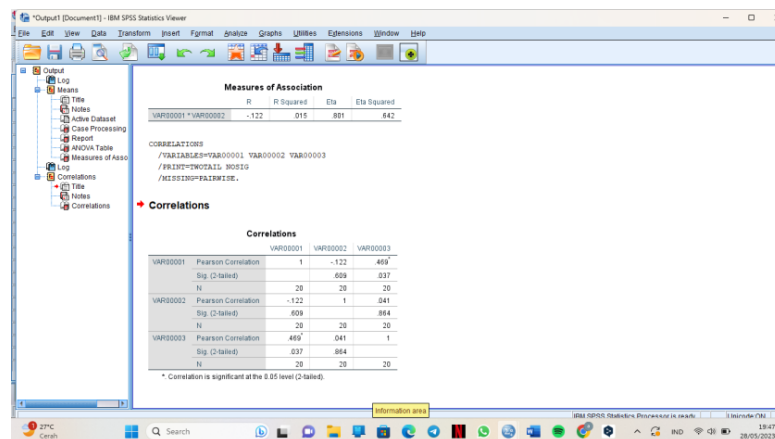 *Output1 [Document1] - IBM SPSS Statistics Viewer
File Edit View Data Transform Insert Format Analyze Graphs Utilities Extensions Window Help
Output
Log
Means
Title
Notes
Active Dataset
Case Processing
Report
ANOVA Table
Measures of Asso
Log
Correlations
Title
Notes
Correlations
Measures of Association
R R Squared Eta Eta Squared
VAR00001 * VAR00002 -.122 .015 .801 .642
CORRELATIONS
/VARIABLES=VAR00001 VAR00002 VAR00003
/PRINT=TWOTAIL NOSIG
/MISSING=PAIRWISE.
Correlations
Correlations
VAR00001 VAR00002 VAR00003
VAR00001 Pearson Correlation 1 -.122 .469*
Sig. (2-tailed) .609 .037
N 20 20 20
VAR00002 Pearson Correlation -.122 1 .041
Sig. (2-tailed) .609 .864
N 20 20 20
VAR00003 Pearson Correlation .469* .041 1
Sig. (2-tailed) .037 .864
N 20 20 20
*. Correlation is significant at the 0.05 level (2-tailed).
Information area
IBM SPSS Statistics Processor is ready Unicode:ON
27°C
Cerah
Search
IND
19:47